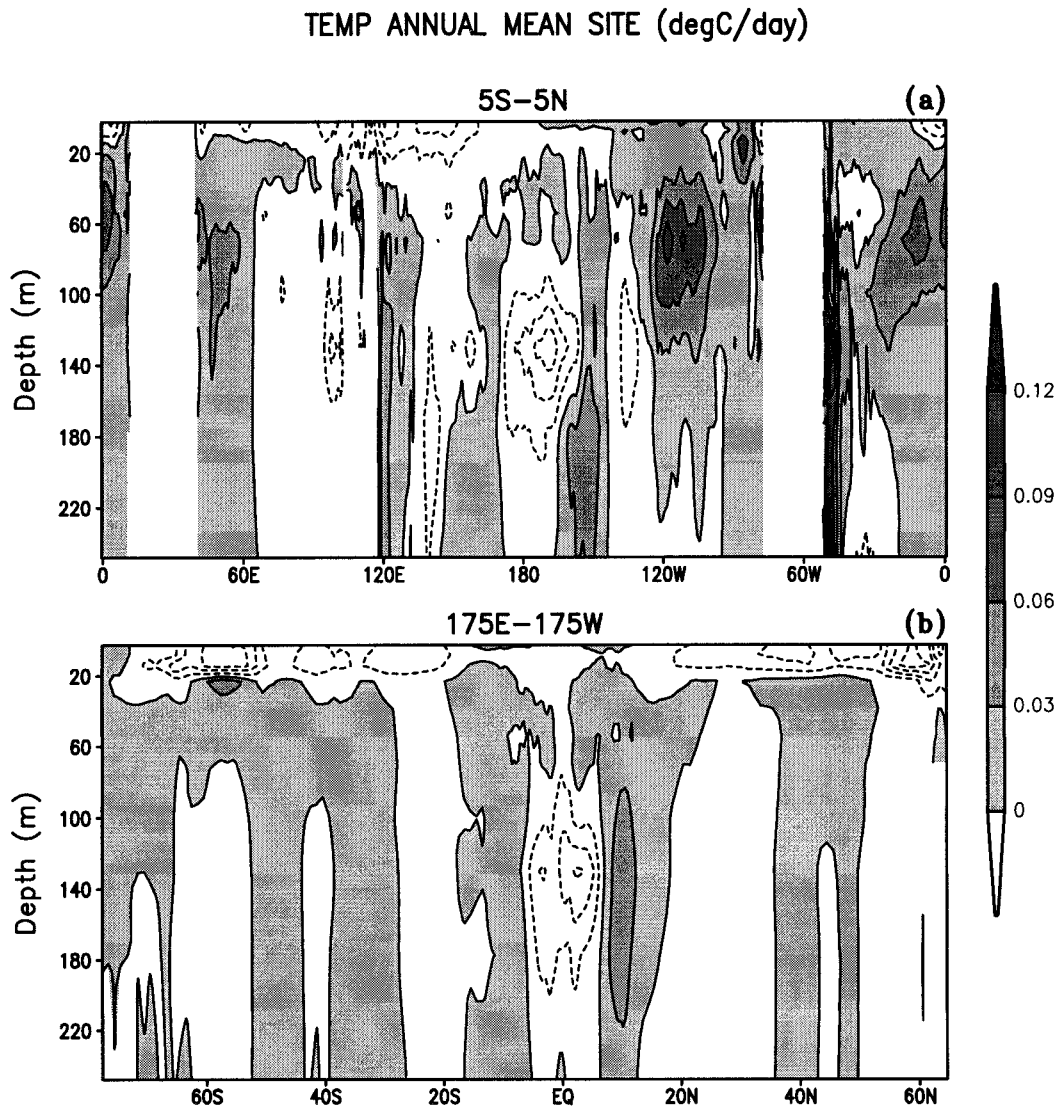 TEMP ANNUAL MEAN SITE (degC/day)
5S-5N
(a)
20
60
100
140
180
220
Depth (m)
0
60E
120E
180
120W
60W
0
175E-175W
(b)
20
60
100
140
180
220
Depth (m)
60S
40S
20S
EQ
20N
40N
60N
0.12
0.09
0.06
0.03
0